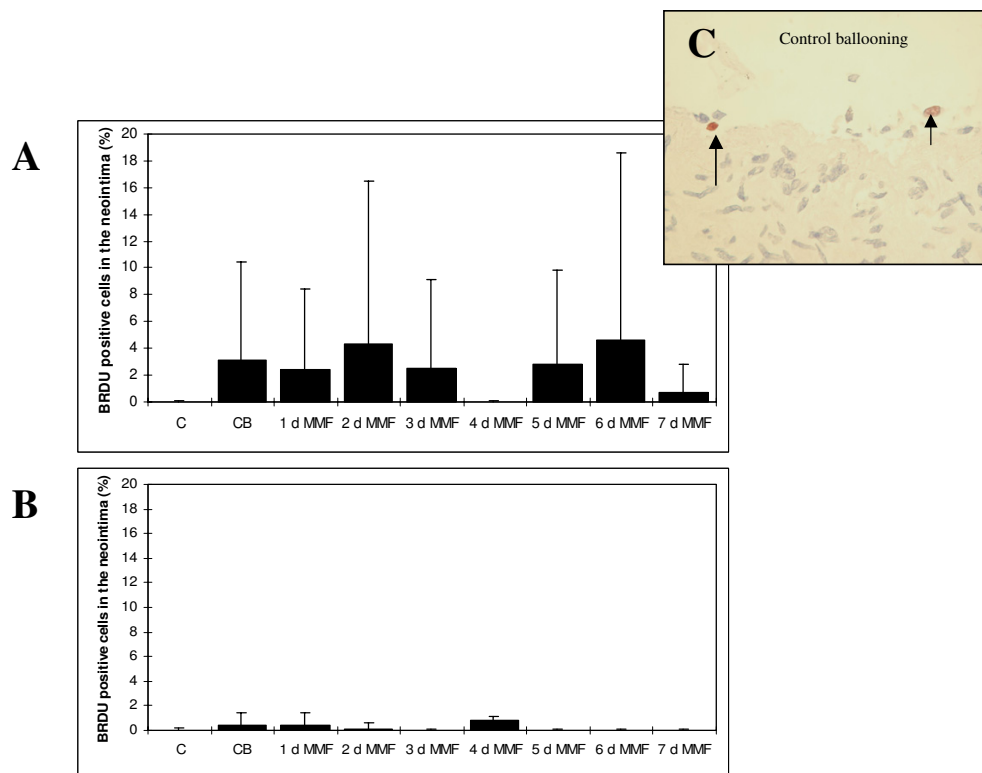 C
Control ballooning
A
BRDU positive cells in the neointima (%)
20
18
16
14
12
10
8
6
4
2
0
C CB 1 d MMF 2 d MMF 3 d MMF 4 d MMF 5 d MMF 6 d MMF 7 d MMF
B
BRDU positive cells in the neointima (%)
20
18
16
14
12
10
8
6
4
2
0
C CB 1 d MMF 2 d MMF 3 d MMF 4 d MMF 5 d MMF 6 d MMF 7 d MMF